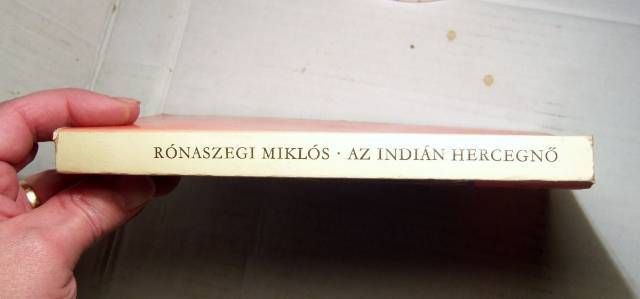 RÓNASZEGI MIKLÓS · AZ INDIÁN HERCEGNŐ